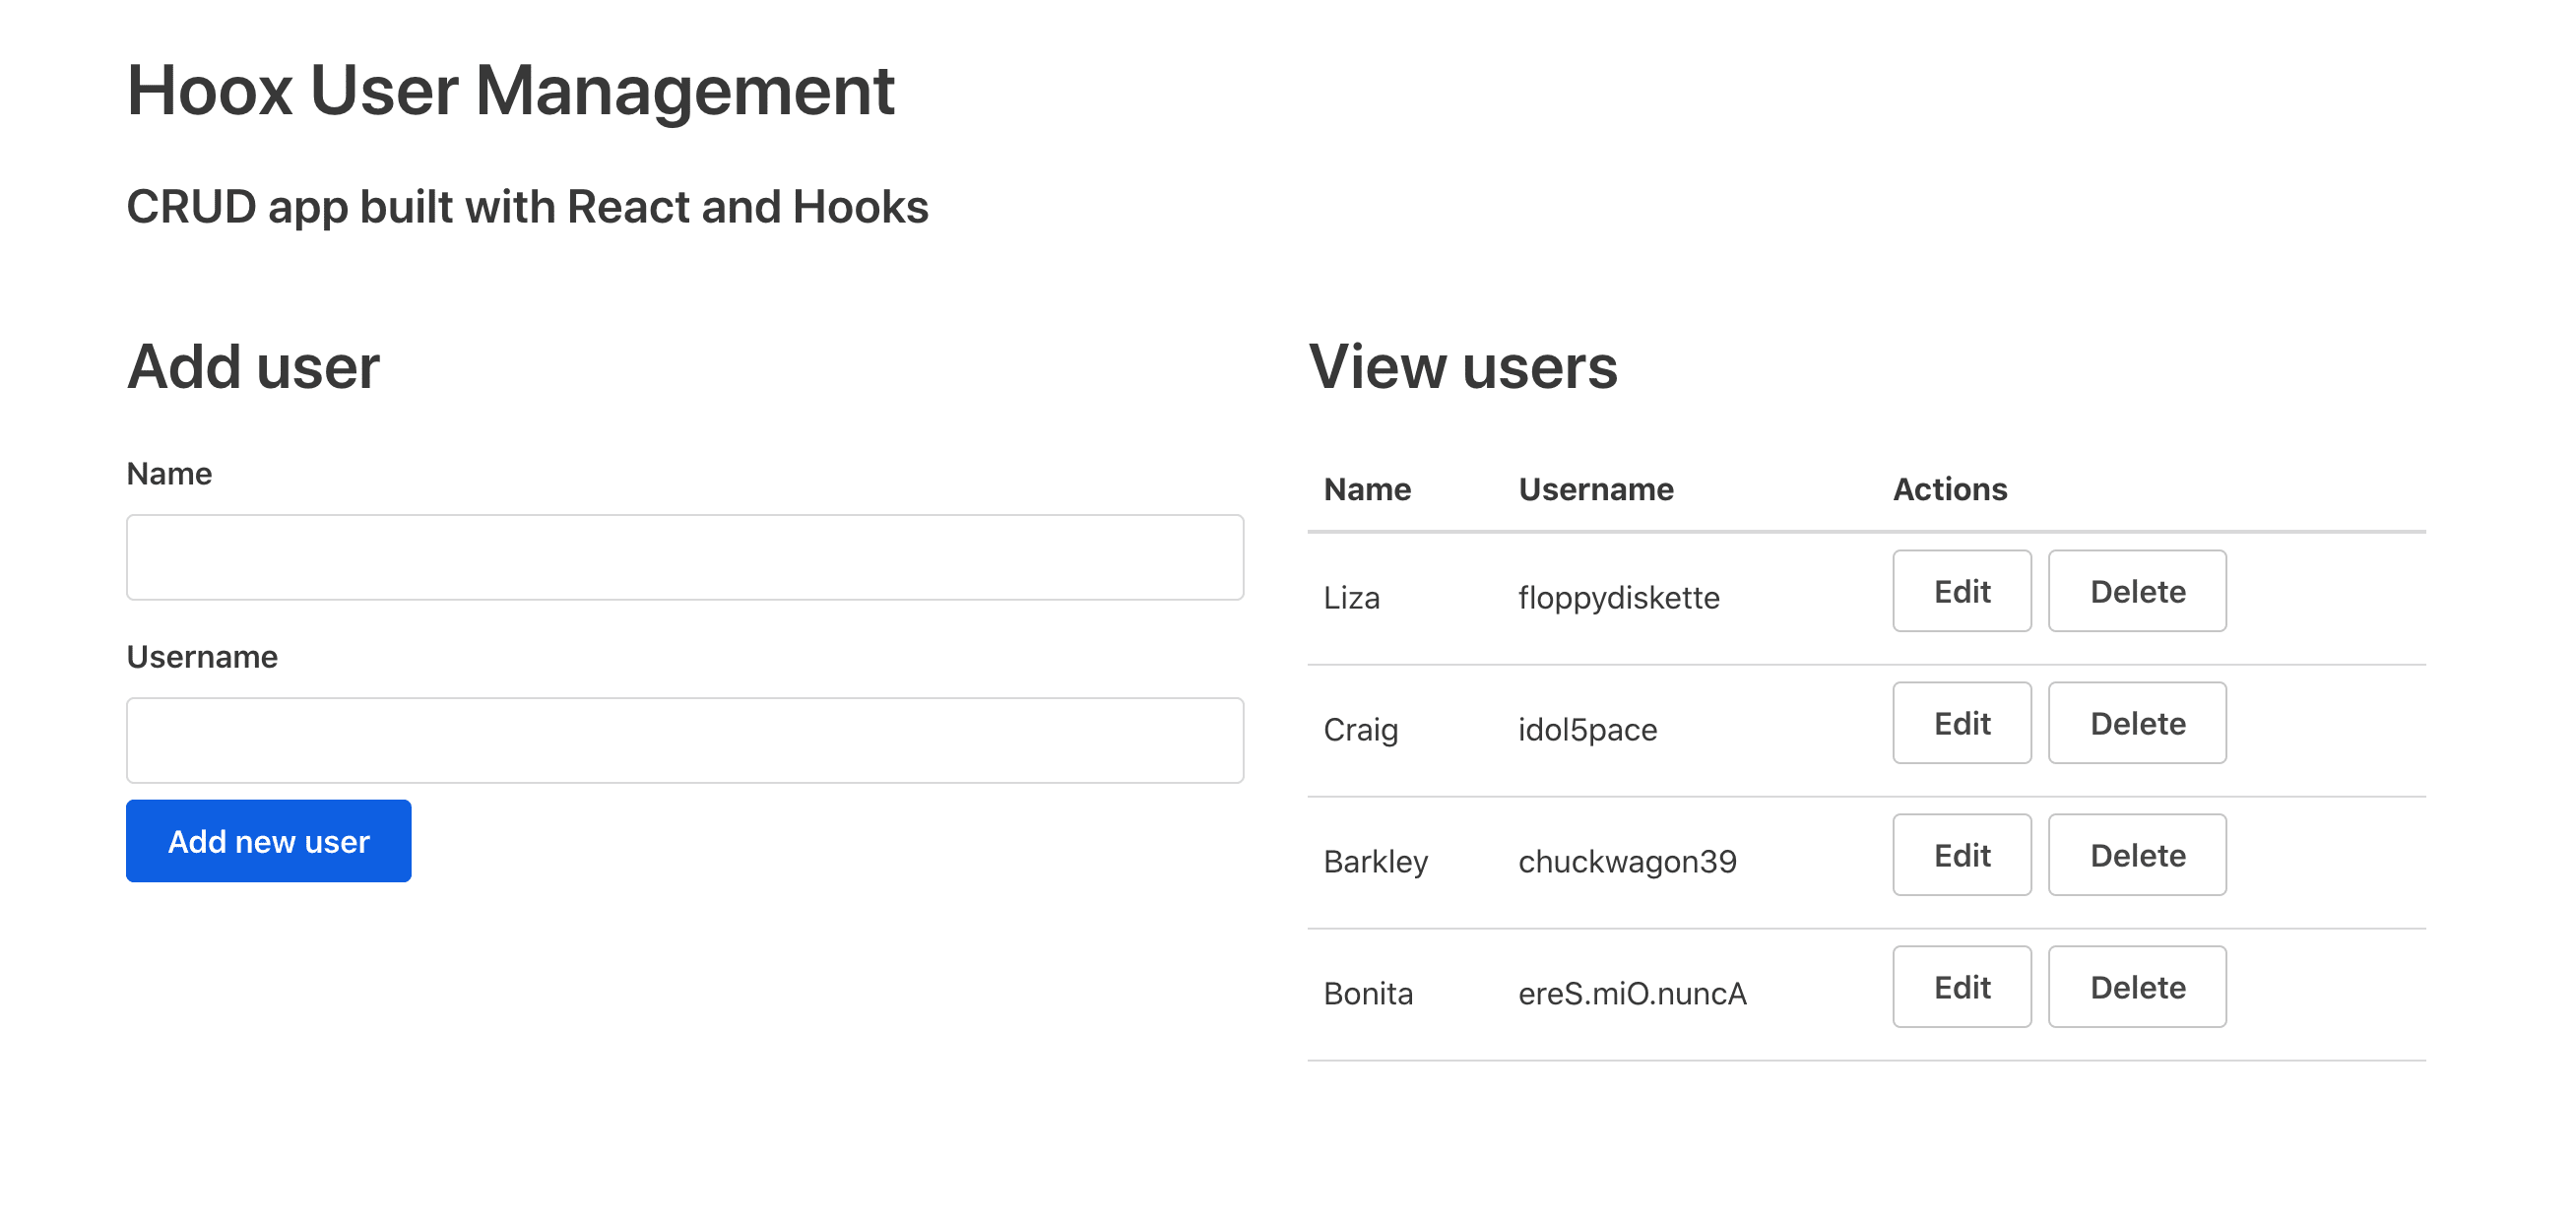 Hoox User Management
CRUD app built with React and Hooks
Add user
Name
Username
Add new user
View users
Name Username Actions
Liza floppydiskette Edit Delete
Craig idol5pace Edit Delete
Barkley chuckwagon39 Edit Delete
Bonita ereS.miO.nuncA Edit Delete